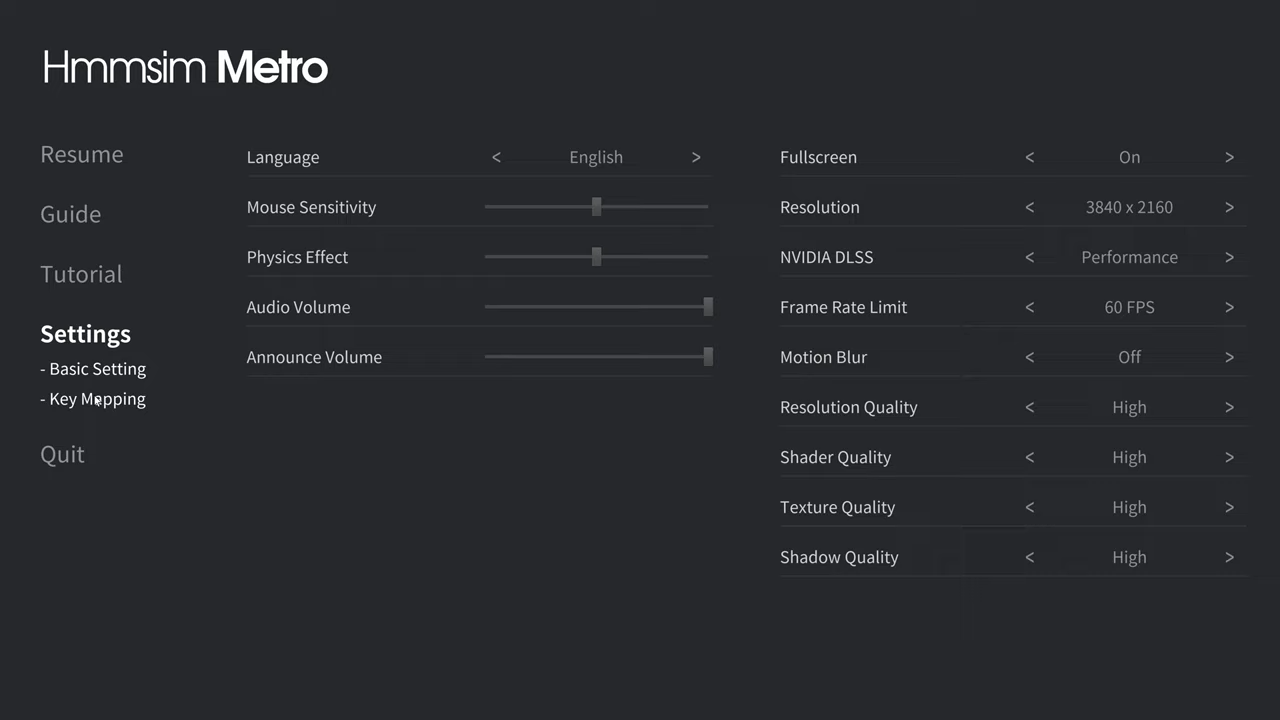 Hmmsim Metro
Resume
Guide
Tutorial
Settings
- Basic Setting
- Key Mapping
Quit
Language < English >
Mouse Sensitivity
Physics Effect
Audio Volume
Announce Volume
Fullscreen < On >
Resolution < 3840 x 2160 >
NVIDIA DLSS < Performance >
Frame Rate Limit < 60 FPS >
Motion Blur < Off >
Resolution Quality < High >
Shader Quality < High >
Texture Quality < High >
Shadow Quality < High >